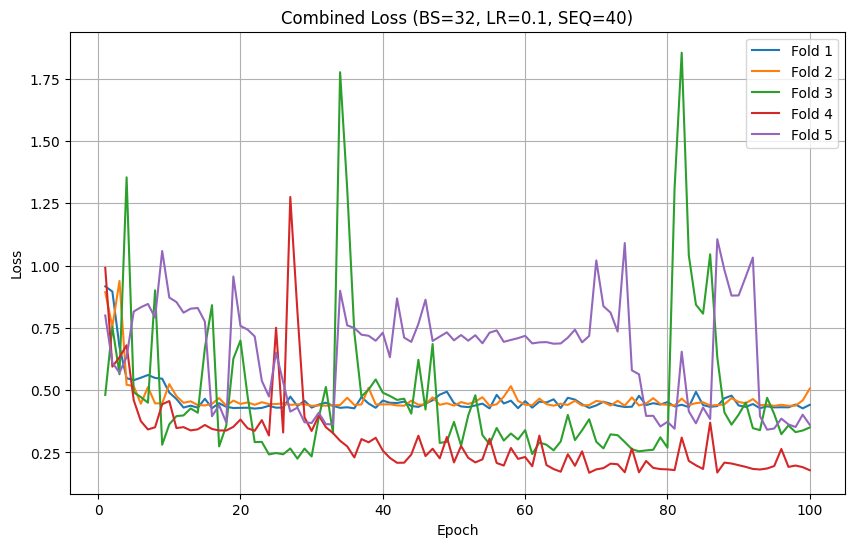 Combined Loss (BS=32, LR=0.1, SEQ=40)
Fold 1
Fold 2
Fold 3
Fold 4
Fold 5
1.75
1.50
1.25
1.00
0.75
0.50
0.25
Loss
0
20
40
60
80
100
Epoch